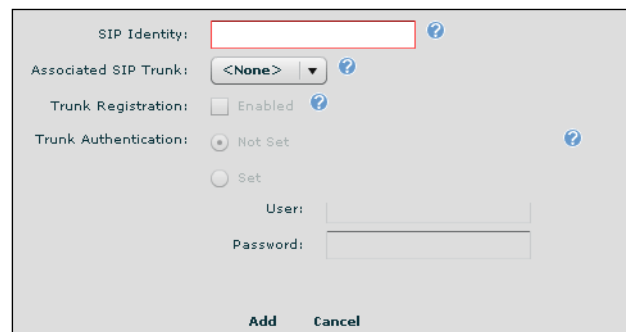 SIP Identity:
?
Associated SIP Trunk: <None>
?
Trunk Registration: Enabled
?
Trunk Authentication: Not Set
?
Set
User:
Password:
Add Cancel